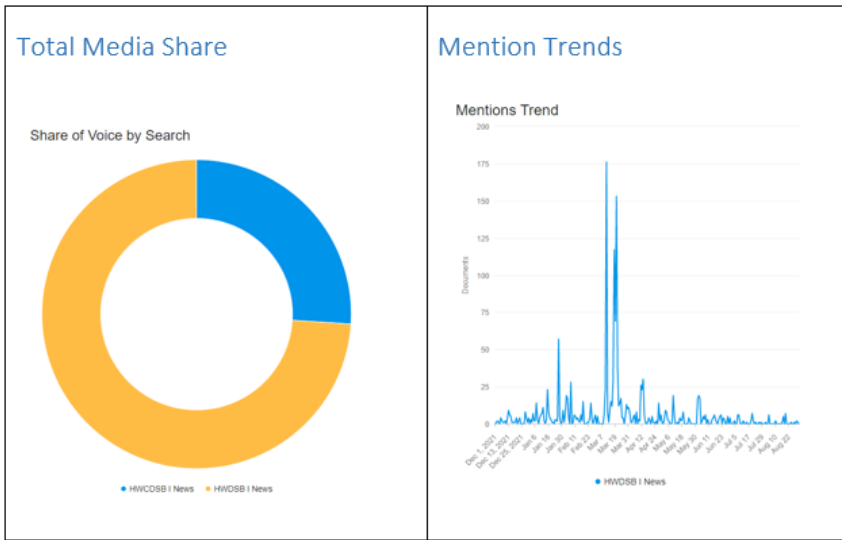 Total Media Share
Share of Voice by Search
HWCDSB I News HWDSB I News
Mention Trends
Mentions Trend
200
175
150
125
100
75
50
25
0
Documents
Dec 1, 2021
Dec 13, 2021
Dec 25, 2021
Jan 6
Jan 18
Jan 30
Feb 11
Feb 23
Mar 7
Mar 19
Mar 31
Apr 12
Apr 24
May 6
May 18
May 30
Jun 11
Jun 23
Jul 5
Jul 17
Jul 29
Aug 10
Aug 22
HWDSB I News